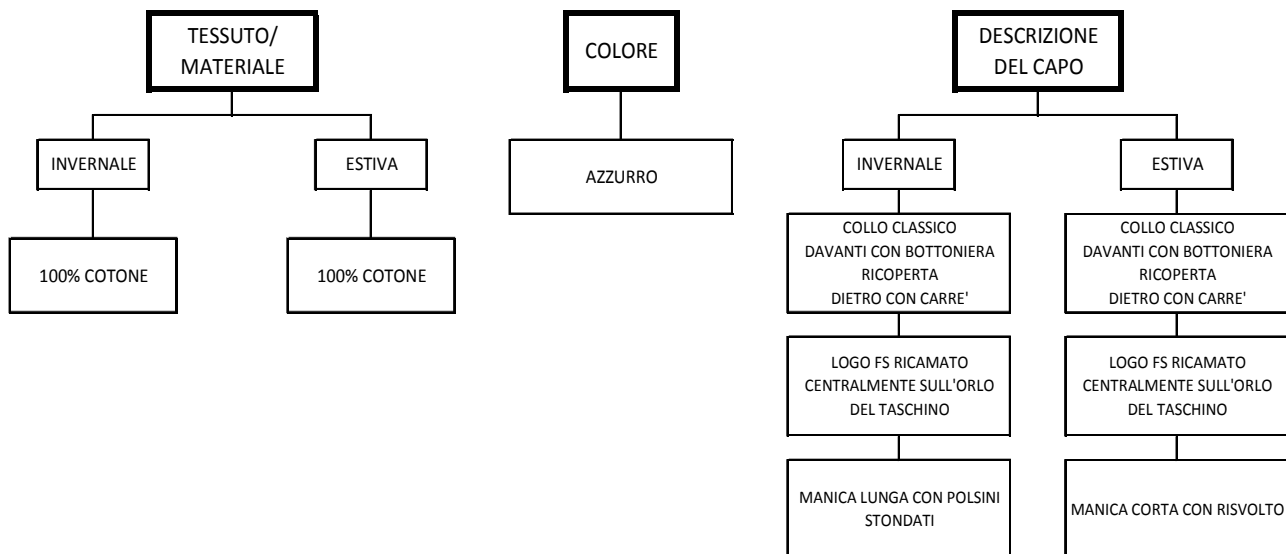 TESSUTO/
MATERIALE
INVERNALE
ESTIVA
100% COTONE
100% COTONE
COLORE
AZZURRO
DESCRIZIONE
DEL CAPO
INVERNALE
COLLO CLASSICO
DAVANTI CON BOTTONIERA
RICOPERTA
DIETRO CON CARRE'
LOGO FS RICAMATO
CENTRALMENTE SULL'ORLO
DEL TASCHINO
MANICA LUNGA CON POLSINI
STONDATI
ESTIVA
COLLO CLASSICO
DAVANTI CON BOTTONIERA
RICOPERTA
DIETRO CON CARRE'
LOGO FS RICAMATO
CENTRALMENTE SULL'ORLO
DEL TASCHINO
MANICA CORTA CON RISVOLTO